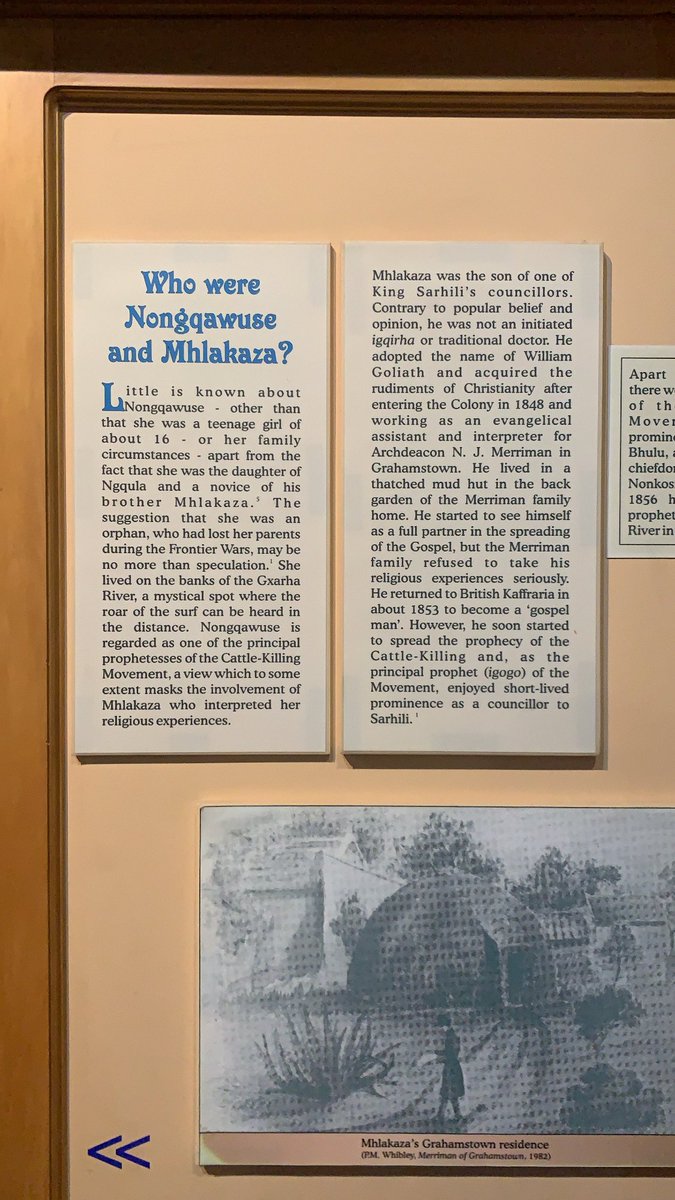 Who were
Nongqawuse
and Mhlakaza?
Little is known about
Nongqawuse - other than
that she was a teenage girl of
about 16 - or her family
circumstances - apart from the
fact that she was the daughter of
Ngqula and a novice of his
brother Mhlakaza.⁵ The
suggestion that she was an
orphan, who had lost her parents
during the Frontier Wars, may be
no more than speculation.¹ She
lived on the banks of the Gxarha
River, a mystical spot where the
roar of the surf can be heard in
the distance. Nongqawuse is
regarded as one of the principal
prophetesses of the Cattle-Killing
Movement, a view which to some
extent masks the involvement of
Mhlakaza who interpreted her
religious experiences.
Mhlakaza was the son of one of
King Sarhili's councillors.
Contrary to popular belief and
opinion, he was not an initiated
igqirha or traditional doctor. He
adopted the name of William
Goliath and acquired the
rudiments of Christianity after
entering the Colony in 1848 and
working as an evangelical
assistant and interpreter for
Archdeacon N. J. Merriman in
Grahamstown. He lived in a
thatched mud hut in the back
garden of the Merriman family
home. He started to see himself
as a full partner in the spreading
of the Gospel, but the Merriman
family refused to take his
religious experiences seriously.
He returned to British Kaffraria in
about 1853 to become a 'gospel
man'. However, he soon started
to spread the prophecy of the
Cattle-Killing and, as the
principal prophet (igogo) of the
Movement, enjoyed short-lived
prominence as a councillor to
Sarhili.¹
Apart
there
of
Bhulu,
1856
River in
Mhlakaza's Grahamstown residence
(P.M. Whibley, Merriman of Grahamstown, 1982)
<<